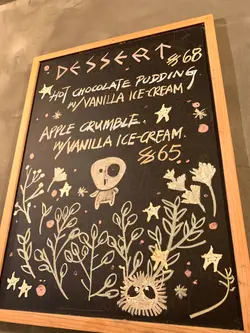 DESSERT
$68
HOT CHOCOLATE PUDDING
W/VANILLA ICE-CREAM
APPLE CRUMBLE.
W/VANILLA ICE-CREAM.
$65